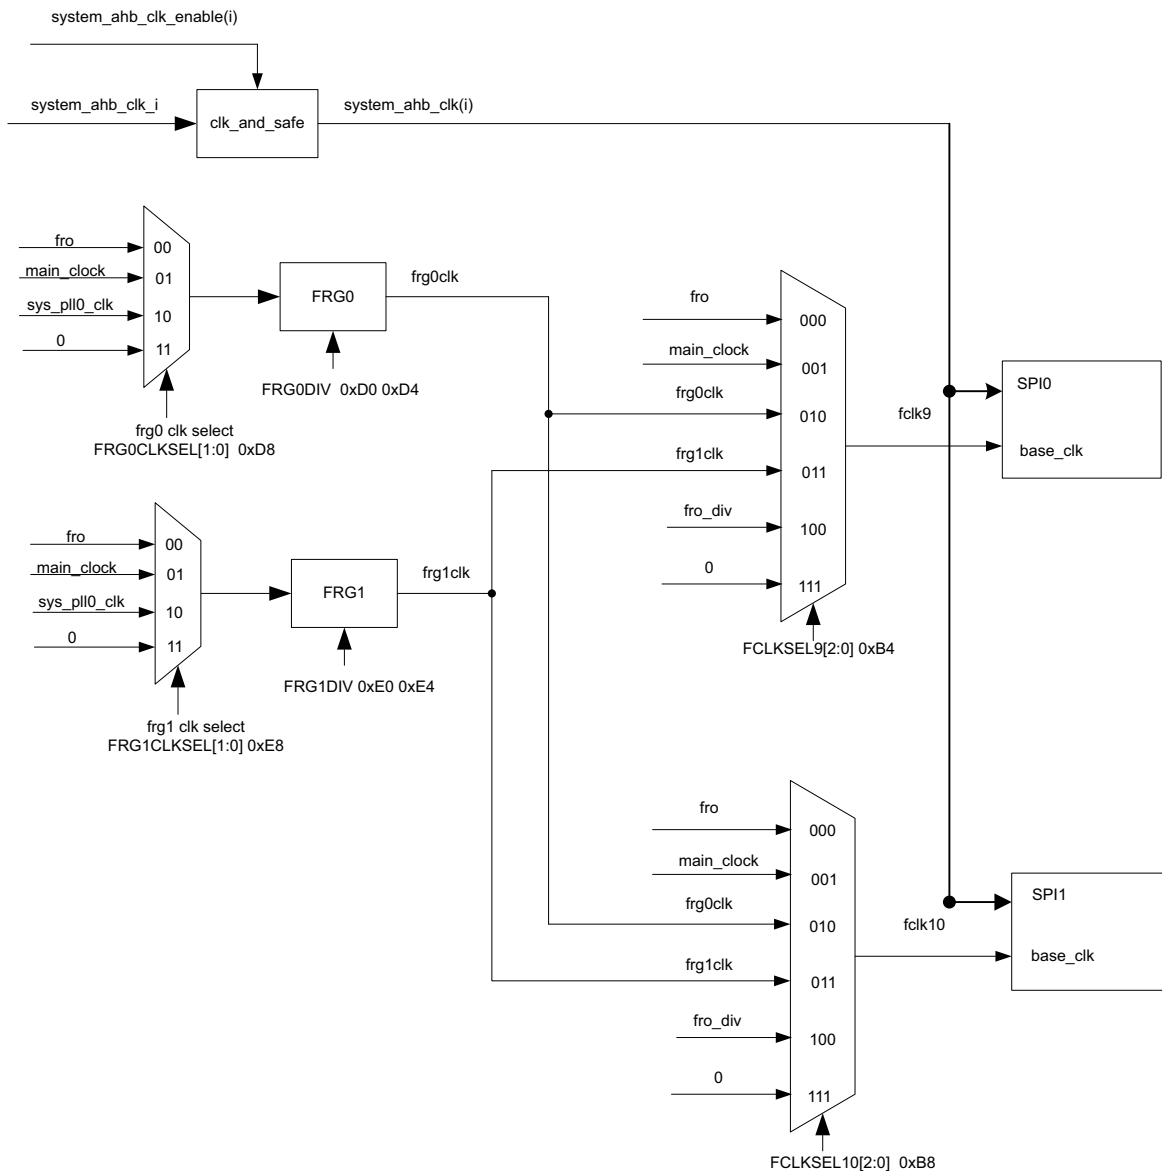 system_ahb_clk_enable(i)
system_ahb_clk_i
clk_and_safe
system_ahb_clk(i)
fro
00
main_clock
01
sys_pll0_clk
10
0
11
FRG0
frg0clk
FRG0DIV 0xD0 0xD4
frg0 clk select
FRG0CLKSEL[1:0] 0xD8
fro
00
main_clock
01
sys_pll0_clk
10
0
11
FRG1
frg1clk
FRG1DIV 0xE0 0xE4
frg1 clk select
FRG1CLKSEL[1:0] 0xE8
fro
000
main_clock
001
frg0clk
010
frg1clk
011
fro_div
100
0
111
FCLKSEL9[2:0] 0xB4
fclk9
SPI0
base_clk
fro
000
main_clock
001
frg0clk
010
frg1clk
011
fro_div
100
0
111
FCLKSEL10[2:0] 0xB8
fclk10
SPI1
base_clk